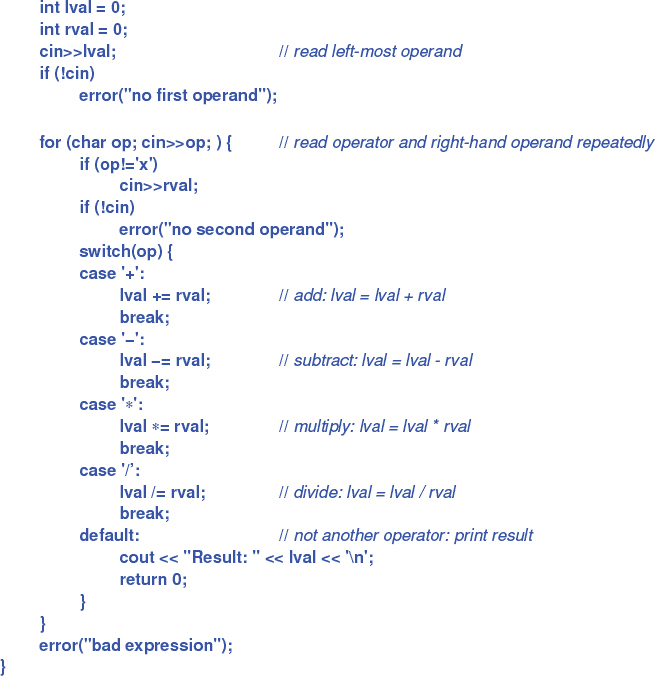 int lval = 0;
int rval = 0;
cin>>lval; // read left-most operand
if (!cin)
error("no first operand");
for (char op; cin>>op; ) { // read operator and right-hand operand repeatedly
if (op!='x')
cin>>rval;
if (!cin)
error("no second operand");
switch(op) {
case '+':
lval += rval; // add: lval = lval + rval
break;
case '–':
lval –= rval; // subtract: lval = lval - rval
break;
case '∗':
lval ∗= rval; // multiply: lval = lval * rval
break;
case '/’:
lval /= rval; // divide: lval = lval / rval
break;
default: // not another operator: print result
cout << "Result: " << lval << '\n';
return 0;
}
}
error("bad expression");
}